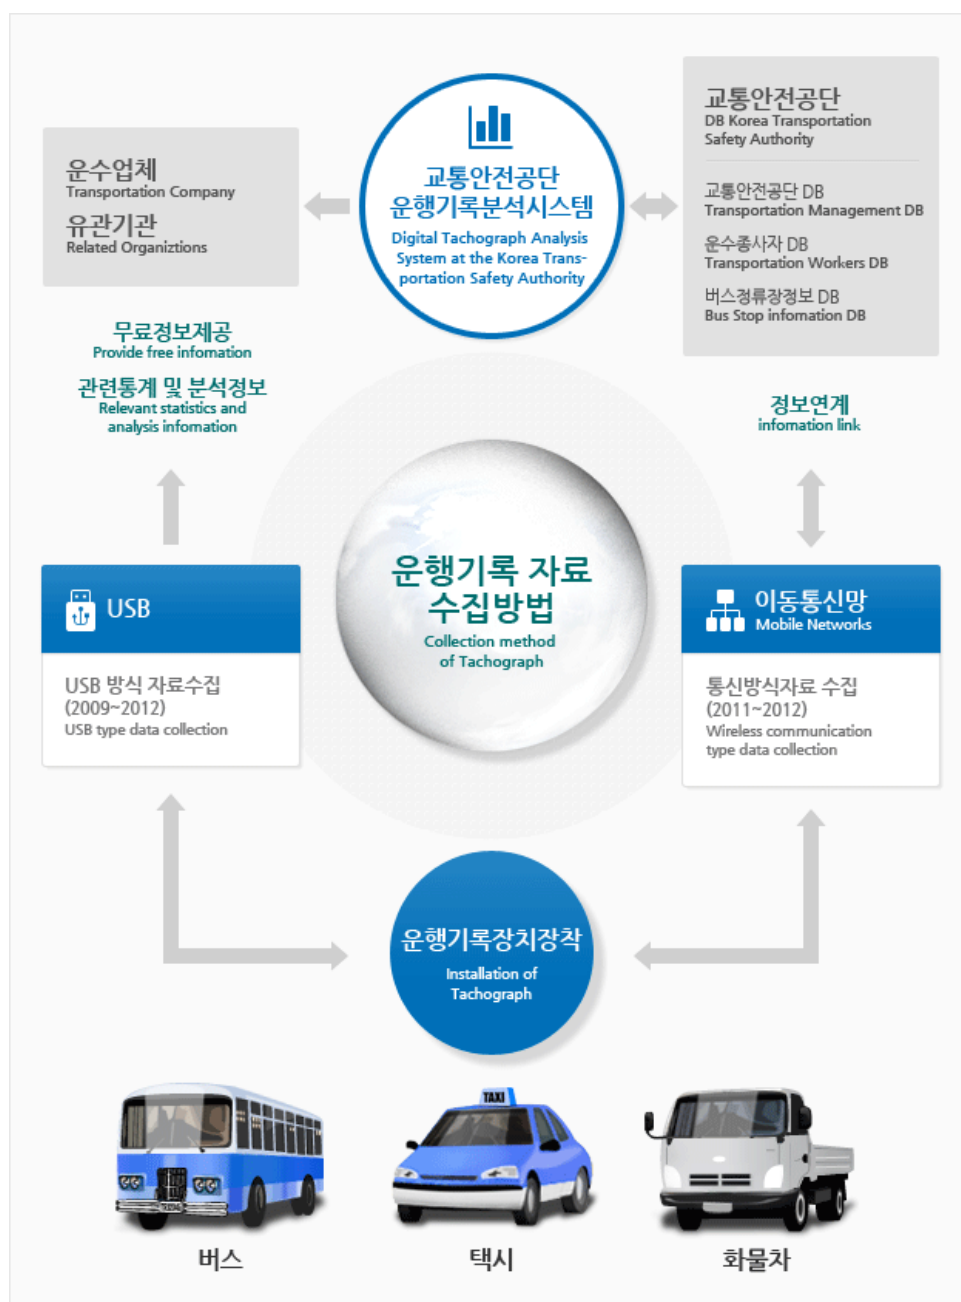 교통안전공단
운행기록분석시스템
Digital Tachograph Analysis
System at the Korea Trans-
portation Safety Authority
운수업체
Transportation Company
유관기관
Related Organiztions
교통안전공단
DB Korea Transportation
Safety Authority
교통안전공단 DB
Transportation Management DB
운수종사자 DB
Transportation Workers DB
버스정류장정보 DB
Bus Stop infomation DB
무료정보제공
Provide free infomation
관련통계 및 분석정보
Relevant statistics and
analysis infomation
정보연계
infomation link
운행기록 자료
수집방법
Collection method
of Tachograph
USB
USB 방식 자료수집
(2009~2012)
USB type data collection
이동통신망
Mobile Networks
통신방식자료 수집
(2011~2012)
Wireless communication
type data collection
운행기록장치장착
Installation of
Tachograph
TAXI
버스
택시
화물차